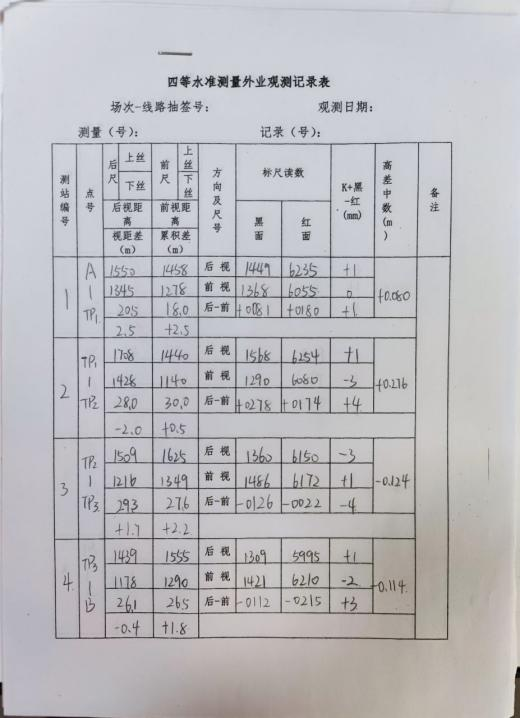 四等水准测量外业观测记录表
场次-线路抽签号: 观测日期:
测量(号): 记录(号):
测站编号 点号 后尺 上丝 前尺 上丝 方向及尺号 标尺读数 K+黑-红(mm) 高差中数(m) 备注
下丝 下丝
后视距离 前视距离 黑面 红面
视距差(m) 累积差(m)
1 A 1550 1458 后视 1449 6235 +1 +0.080
1345 1278 前视 1368 6055 0
TP1 205 18.0 后-前 +0081 +0180 +1
2.5 +2.5
2 TP1 1708 1440 后视 1568 6254 +1 +0.276
1428 1140 前视 1290 6080 -3
TP2 28.0 30.0 后-前 +0278 +0174 +4
-2.0 +0.5
3 TP2 1509 1625 后视 1360 6150 -3 -0.124
1216 1349 前视 1486 6172 +1
TP3 293 27.6 后-前 -0126 -0022 -4
+1.7 +2.2
4 TP3 1439 1555 后视 1309 5995 +1 -0.114
1178 1290 前视 1421 6210 -2
B 26.1 265 后-前 -0112 -0215 +3
-0.4 +1.8